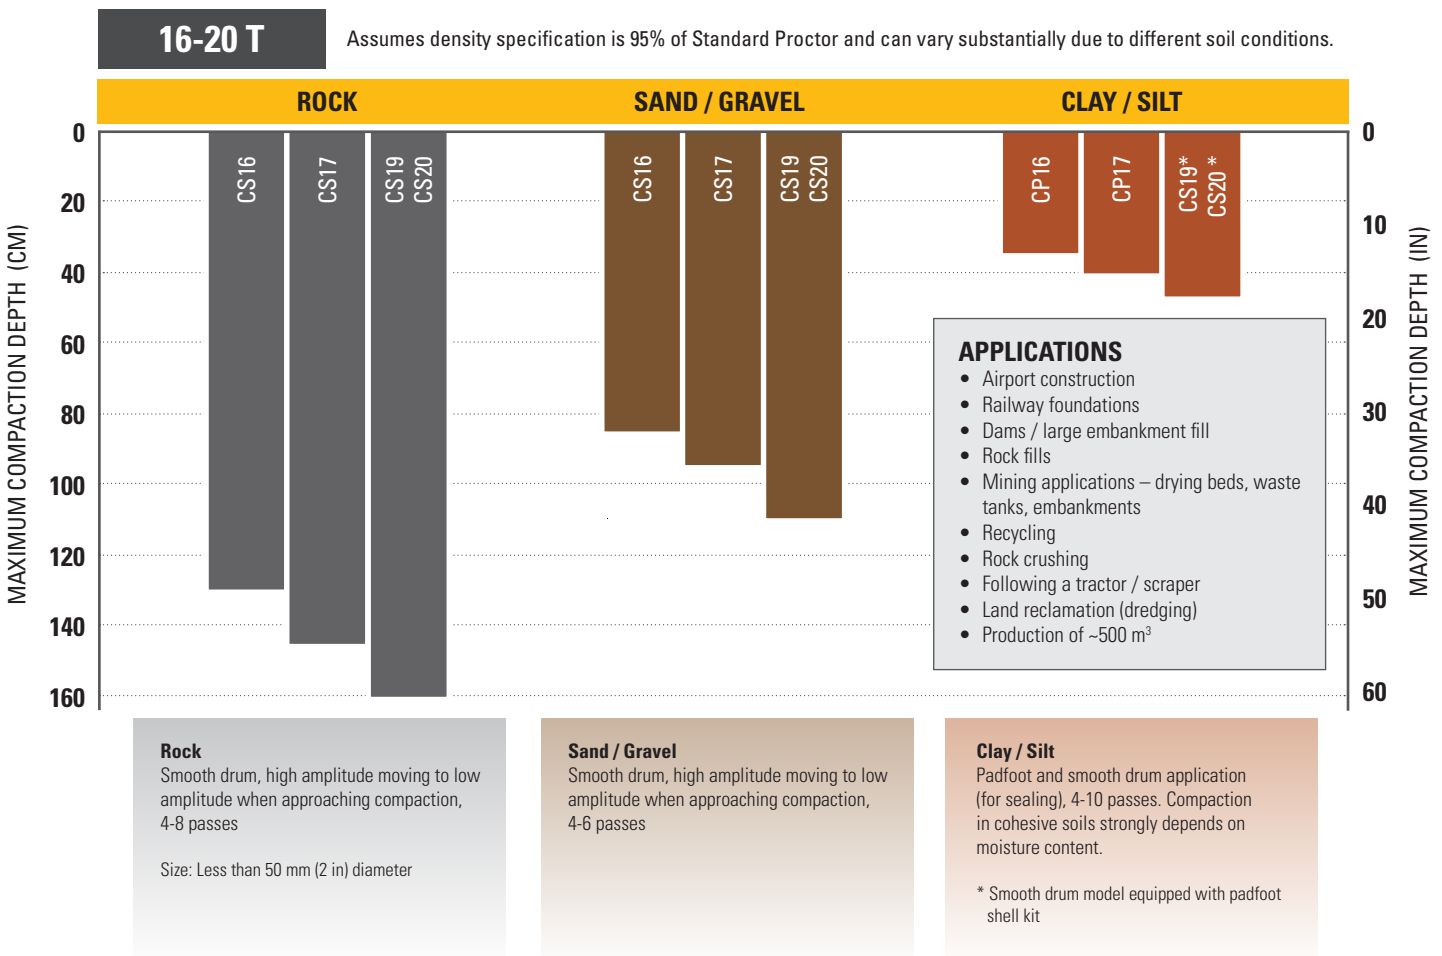 16-20 T
Assumes density specification is 95% of Standard Proctor and can vary substantially due to different soil conditions.
ROCK
SAND / GRAVEL
CLAY / SILT
MAXIMUM COMPACTION DEPTH (CM)
0
20
40
60
80
100
120
140
160
CS16
CS17
CS19
CS20
CS16
CS17
CS19
CS20
CP16
CP17
CS19*
CS20 *
0
10
20
30
40
50
60
MAXIMUM COMPACTION DEPTH (IN)
APPLICATIONS
• Airport construction
• Railway foundations
• Dams / large embankment fill
• Rock fills
• Mining applications – drying beds, waste
tanks, embankments
• Recycling
• Rock crushing
• Following a tractor / scraper
• Land reclamation (dredging)
• Production of ~500 m³
Rock
Smooth drum, high amplitude moving to low
amplitude when approaching compaction,
4-8 passes
Size: Less than 50 mm (2 in) diameter
Sand / Gravel
Smooth drum, high amplitude moving to low
amplitude when approaching compaction,
4-6 passes
Clay / Silt
Padfoot and smooth drum application
(for sealing), 4-10 passes. Compaction
in cohesive soils strongly depends on
moisture content.
* Smooth drum model equipped with padfoot
shell kit